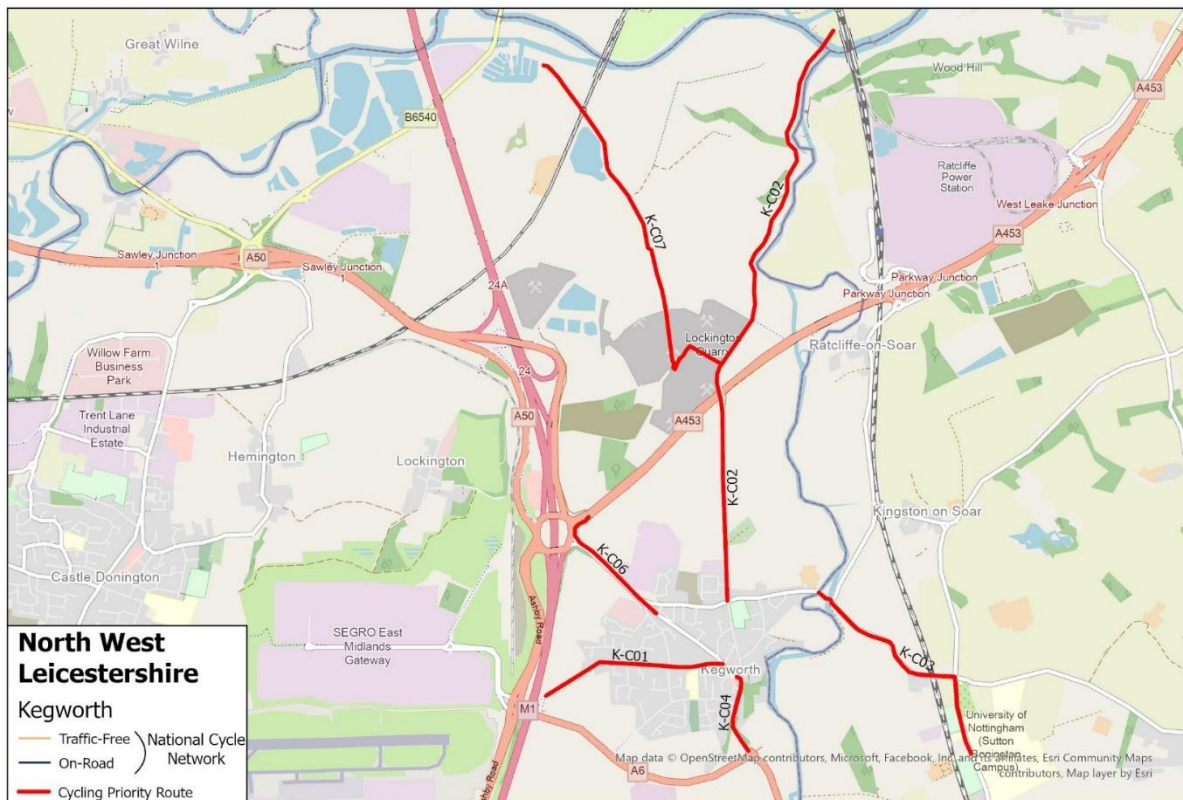 Great Wilne
B6540
Wood Hill
A453
Ratcliffe
Power
Station
K-C02
West Leake Junction
K-C07
A453
Sawley Junction
1
A50
Sawley Junction
1
24A
Parkway Junction
Parkway Junction
Lockington
Quarry
Ratcliffe-on-Soar
Willow Farm
Business
Park
24
A50
A453
Trent Lane
Industrial
Estate
Hemington
Lockington
K-C02
Kingston on Soar
Castle Donington
K-C06
Ashby Road
SEGRO East
Midlands
Gateway
K-C01
Kegworth
K-C03
K-C04
M1
University of
Nottingham
(Sutton
Bonington
Campus)
A6
Ashby Road
North West
Leicestershire
Kegworth
Traffic-Free
On-Road
National Cycle
Network
Cycling Priority Route
Map data © OpenStreetMap contributors, Microsoft, Facebook, Inc. and its affiliates, Esri Community Maps
contributors, Map layer by Esri